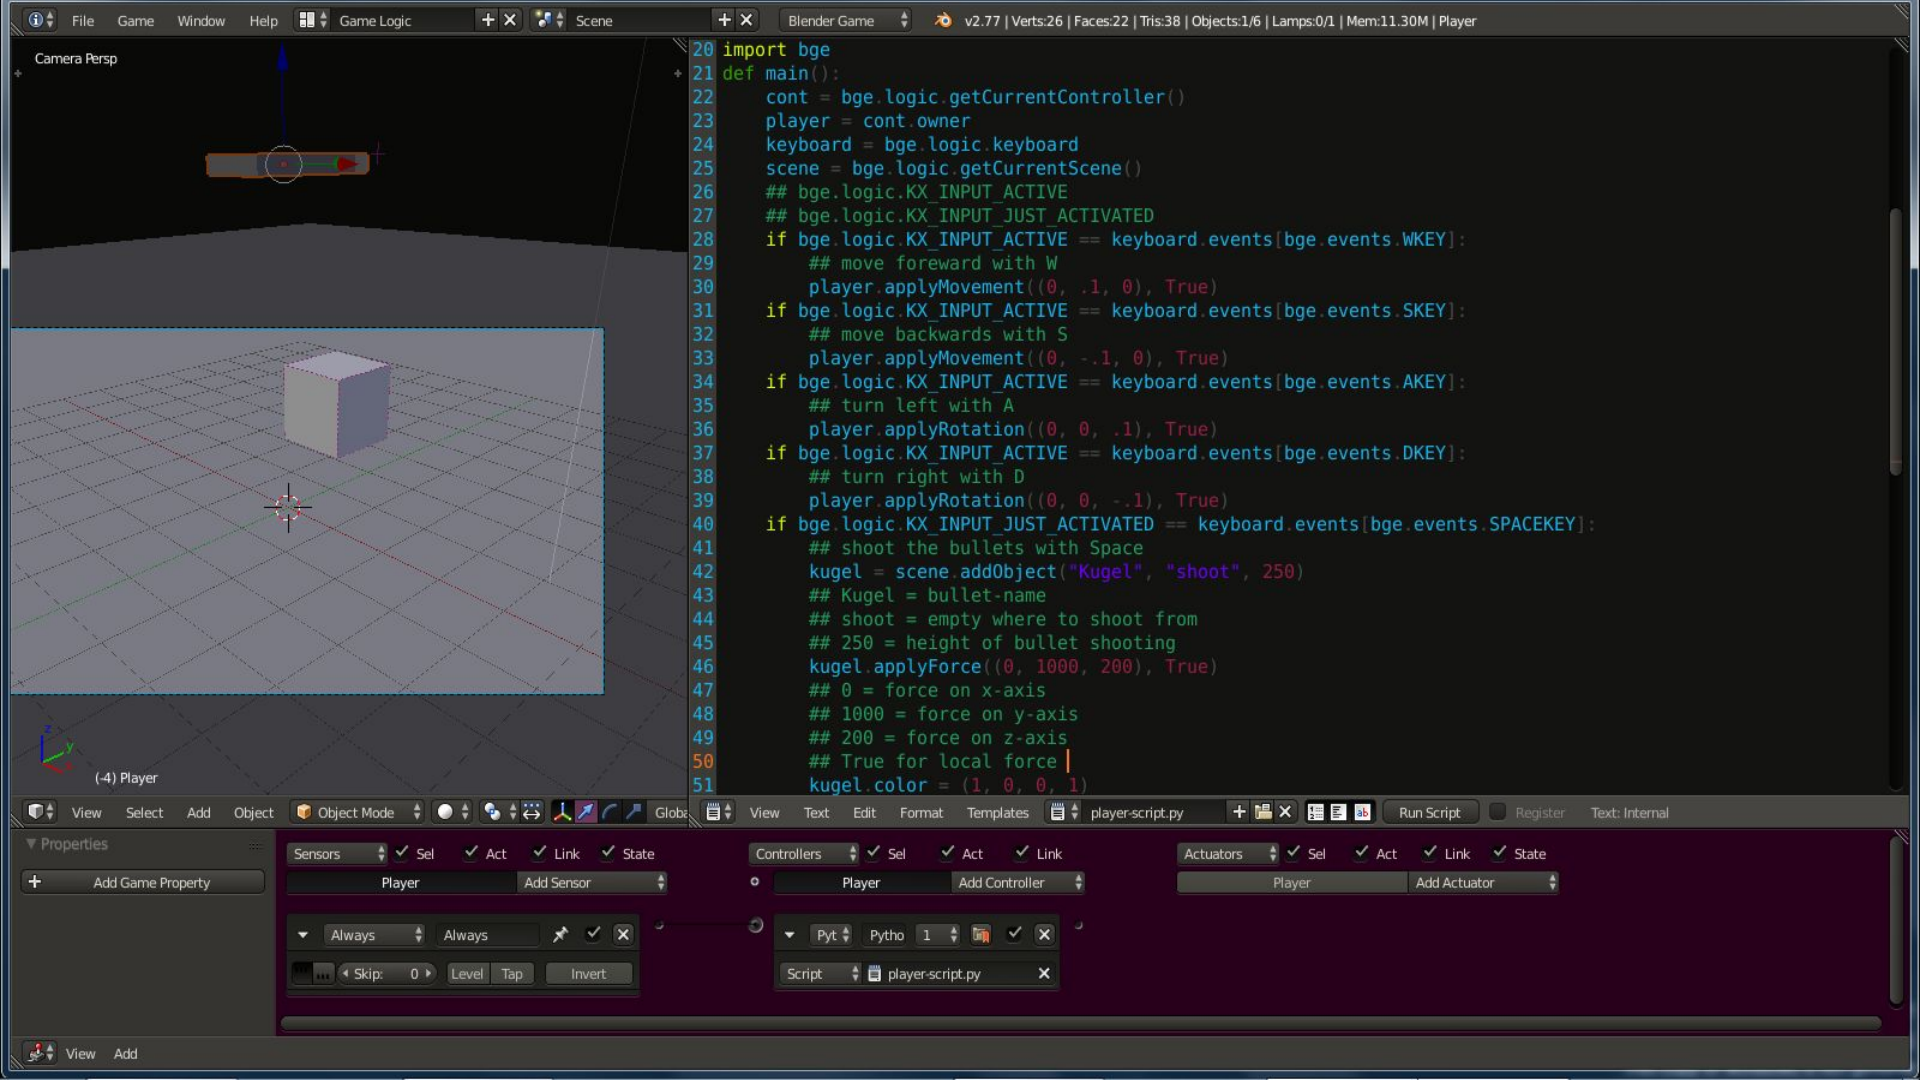 File Game Window Help Game Logic Scene Blender Game v2.77 | Verts:26 | Faces:22 | Tris:38 | Objects:1/6 | Lamps:0/1 | Mem:11.30M | Player
Camera Persp
z
y
(-4) Player
View Select Add Object Object Mode Globa
20 import bge
21 def main():
22 cont = bge.logic.getCurrentController()
23 player = cont.owner
24 keyboard = bge.logic.keyboard
25 scene = bge.logic.getCurrentScene()
26 ## bge.logic.KX_INPUT_ACTIVE
27 ## bge.logic.KX_INPUT_JUST_ACTIVATED
28 if bge.logic.KX_INPUT_ACTIVE == keyboard.events[bge.events.WKEY]:
29 ## move foreward with W
30 player.applyMovement((0, .1, 0), True)
31 if bge.logic.KX_INPUT_ACTIVE == keyboard.events[bge.events.SKEY]:
32 ## move backwards with S
33 player.applyMovement((0, -.1, 0), True)
34 if bge.logic.KX_INPUT_ACTIVE == keyboard.events[bge.events.AKEY]:
35 ## turn left with A
36 player.applyRotation((0, 0, .1), True)
37 if bge.logic.KX_INPUT_ACTIVE == keyboard.events[bge.events.DKEY]:
38 ## turn right with D
39 player.applyRotation((0, 0, -.1), True)
40 if bge.logic.KX_INPUT_JUST_ACTIVATED == keyboard.events[bge.events.SPACEKEY]:
41 ## shoot the bullets with Space
42 kugel = scene.addObject("Kugel", "shoot", 250)
43 ## Kugel = bullet-name
44 ## shoot = empty where to shoot from
45 ## 250 = height of bullet shooting
46 kugel.applyForce((0, 1000, 200), True)
47 ## 0 = force on x-axis
48 ## 1000 = force on y-axis
49 ## 200 = force on z-axis
50 ## True for local force
51 kugel.color = (1, 0, 0, 1)
View Text Edit Format Templates player-script.py Run Script Register Text: Internal
Properties
Add Game Property
Sensors Sel Act Link State
Player Add Sensor
Always Always
Skip: 0 Level Tap Invert
Controllers Sel Act Link
Player Add Controller
Pyt Pytho 1
Script player-script.py
Actuators Sel Act Link State
Player Add Actuator
View Add